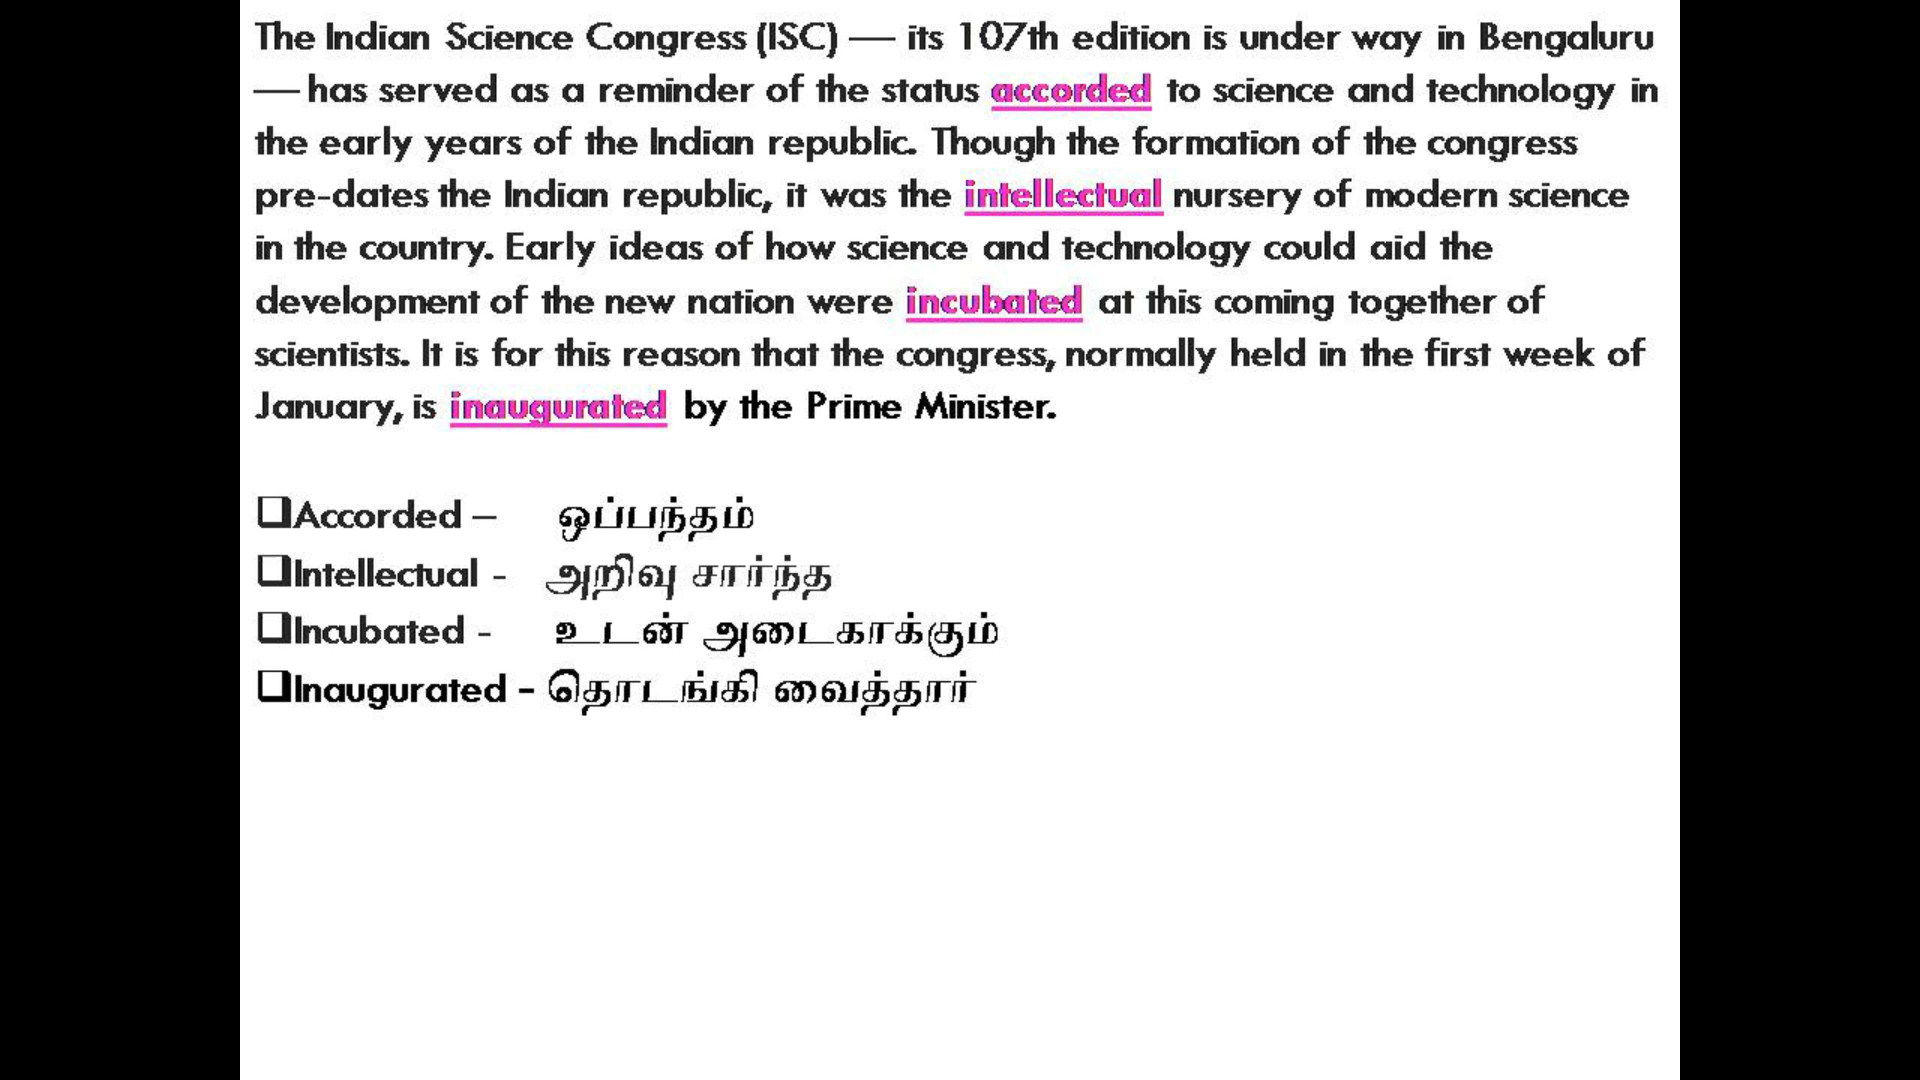 The Indian Science Congress (ISC) — its 107th edition is under way in Bengaluru
— has served as a reminder of the status accorded to science and technology in
the early years of the Indian republic. Though the formation of the congress
pre-dates the Indian republic, it was the intellectual nursery of modern science
in the country. Early ideas of how science and technology could aid the
development of the new nation were incubated at this coming together of
scientists. It is for this reason that the congress, normally held in the first week of
January, is inaugurated by the Prime Minister.
❑Accorded – ஒப்பந்தம்
❑Intellectual - அறிவு சார்ந்த
❑Incubated - உடன் அடைகாக்கும்
❑Inaugurated - தொடங்கி வைத்தார்